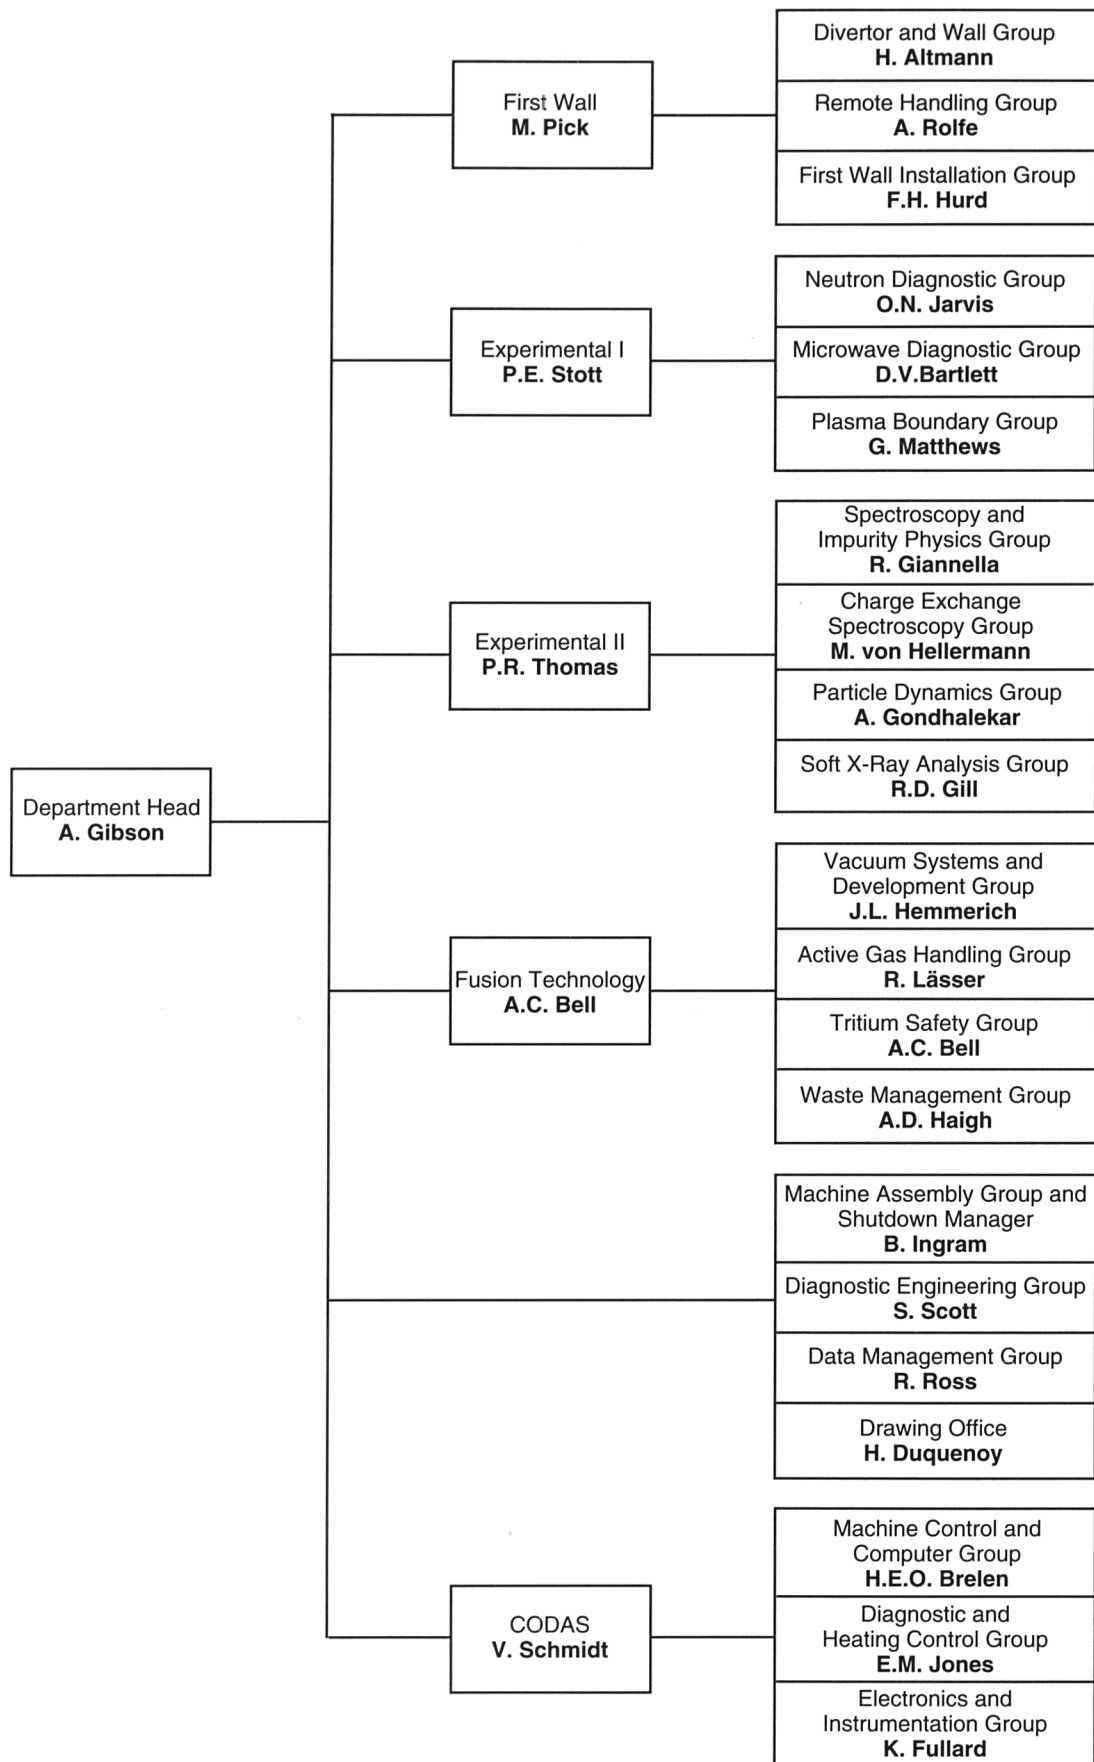 Divertor and Wall Group
H. Altmann
First Wall
M. Pick
Remote Handling Group
A. Rolfe
First Wall Installation Group
F.H. Hurd
Neutron Diagnostic Group
O.N. Jarvis
Experimental I
P.E. Stott
Microwave Diagnostic Group
D.V.Bartlett
Plasma Boundary Group
G. Matthews
Spectroscopy and
Impurity Physics Group
R. Giannella
Experimental II
P.R. Thomas
Charge Exchange
Spectroscopy Group
M. von Hellermann
Particle Dynamics Group
A. Gondhalekar
Soft X-Ray Analysis Group
R.D. Gill
Department Head
A. Gibson
Vacuum Systems and
Development Group
J.L. Hemmerich
Fusion Technology
A.C. Bell
Active Gas Handling Group
R. Lässer
Tritium Safety Group
A.C. Bell
Waste Management Group
A.D. Haigh
Machine Assembly Group and
Shutdown Manager
B. Ingram
Diagnostic Engineering Group
S. Scott
Data Management Group
R. Ross
Drawing Office
H. Duquenoy
Machine Control and
Computer Group
H.E.O. Brelen
CODAS
V. Schmidt
Diagnostic and
Heating Control Group
E.M. Jones
Electronics and
Instrumentation Group
K. Fullard